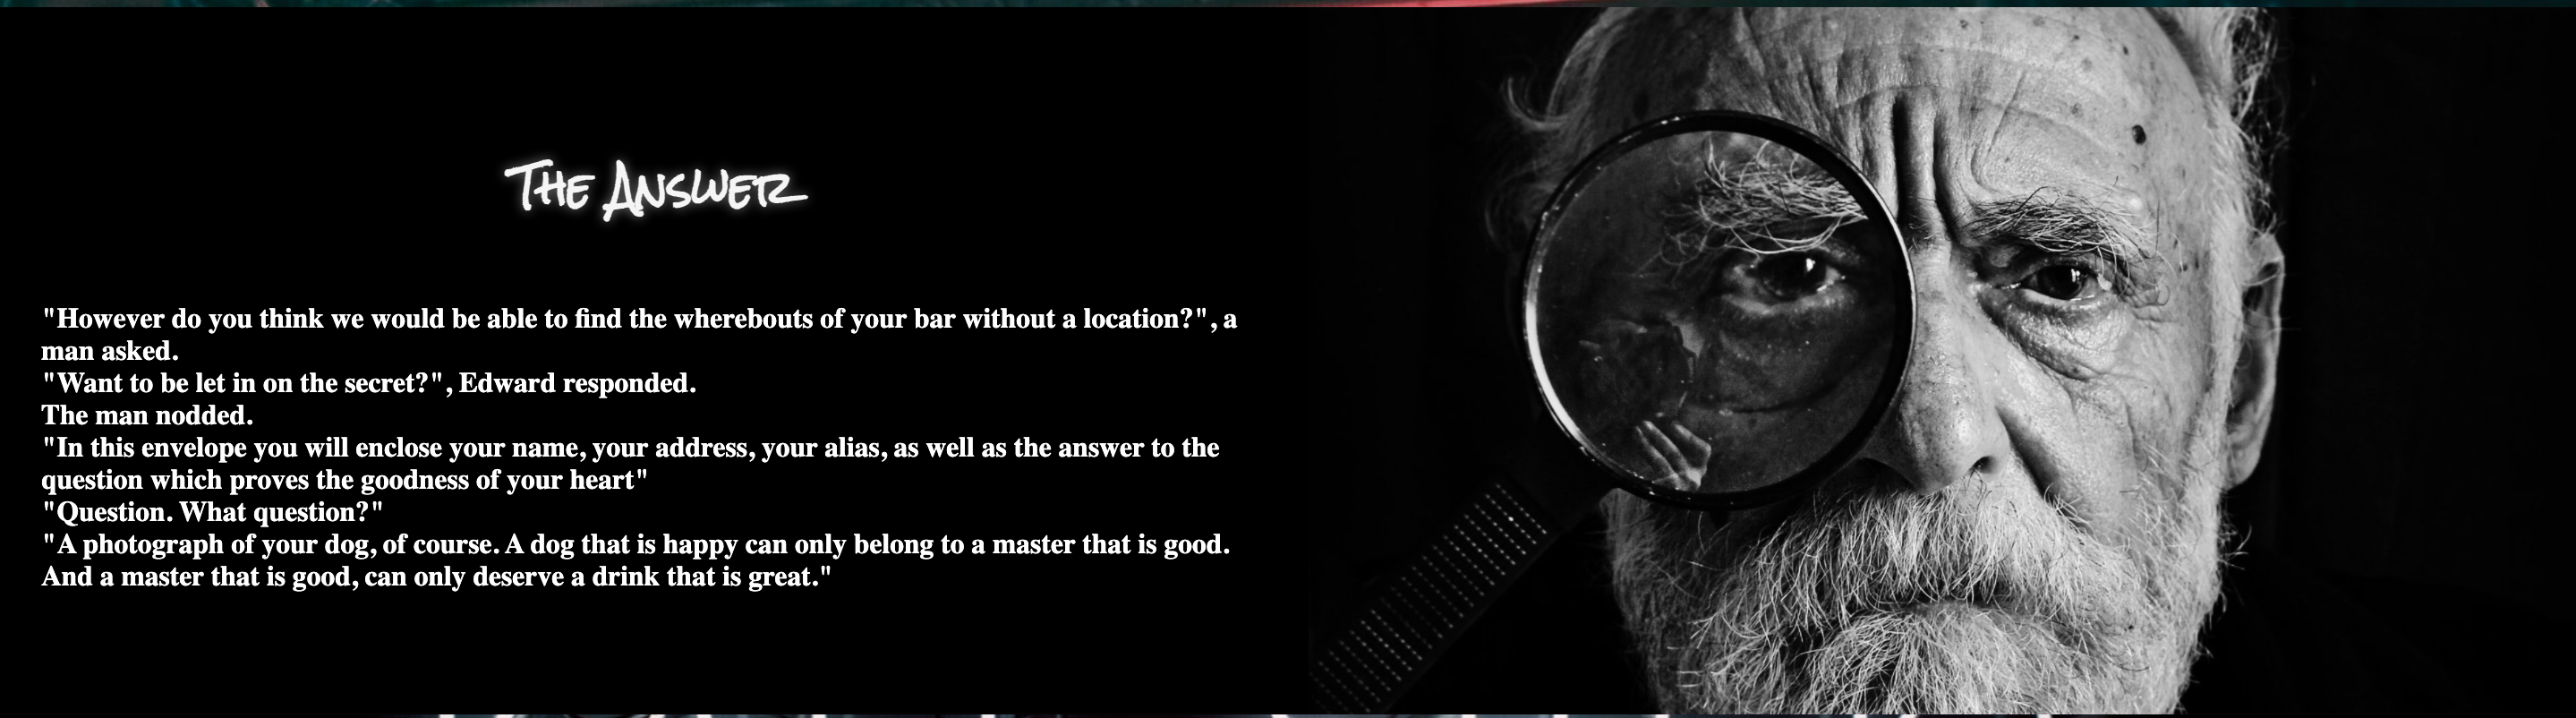 THE ANSWER
"However do you think we would be able to find the wherebouts of your bar without a location?", a
man asked.
"Want to be let in on the secret?", Edward responded.
The man nodded.
"In this envelope you will enclose your name, your address, your alias, as well as the answer to the
question which proves the goodness of your heart"
"Question. What question?"
"A photograph of your dog, of course. A dog that is happy can only belong to a master that is good.
And a master that is good, can only deserve a drink that is great."